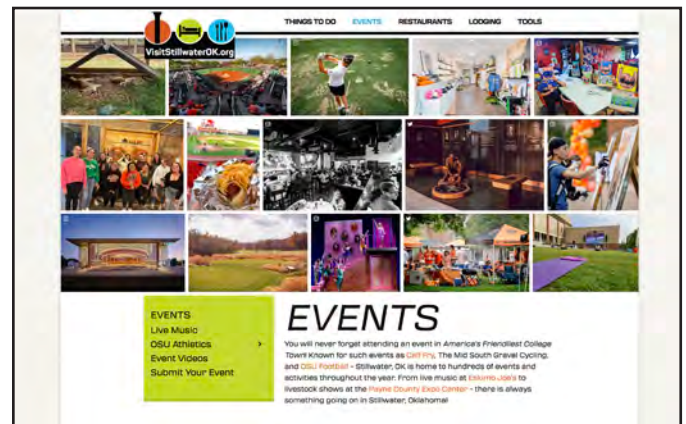 THINGS TO DO EVENTS RESTAURANTS LODGING TOOLS
VisitStillwaterOK.org
EVENTS
Live Music
OSU Athletics >
Event Videos
Submit Your Event
EVENTS
You will never forget attending an event in America's Friendliest College
Town! Known for such events as Calf Fry, The Mid South Gravel Cycling,
and OSU Football - Stillwater, OK is home to hundreds of events and
activities throughout the year. From live music at Eskimo Joe's to
livestock shows at the Payne County Expo Center - there is always
something going on in Stillwater, Oklahoma!